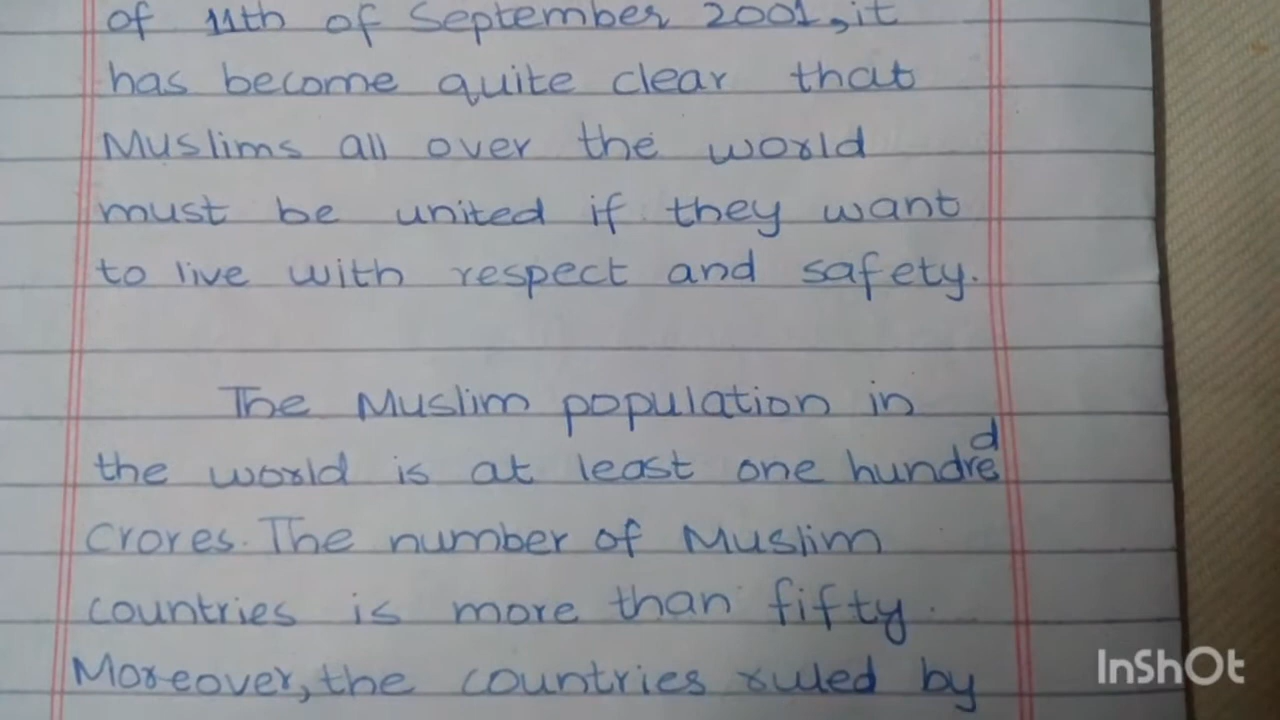 of 11th of September 2001, it
has become quite clear that
Muslims all over the world
must be united if they want
to live with respect and safety.
The Muslim population in
the world is at least one hundred
Crores. The number of Muslim
countries is more than fifty.
Moreover, the countries ruled by
InShOt